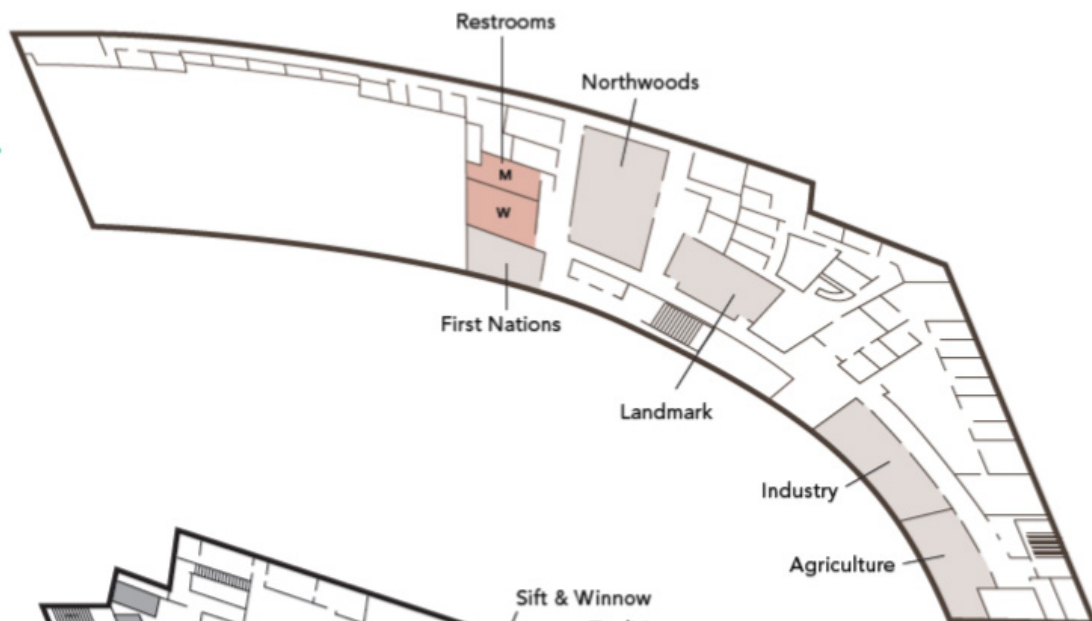 Restrooms
Northwoods
M
W
First Nations
Landmark
Industry
Agriculture
Sift & Winnow